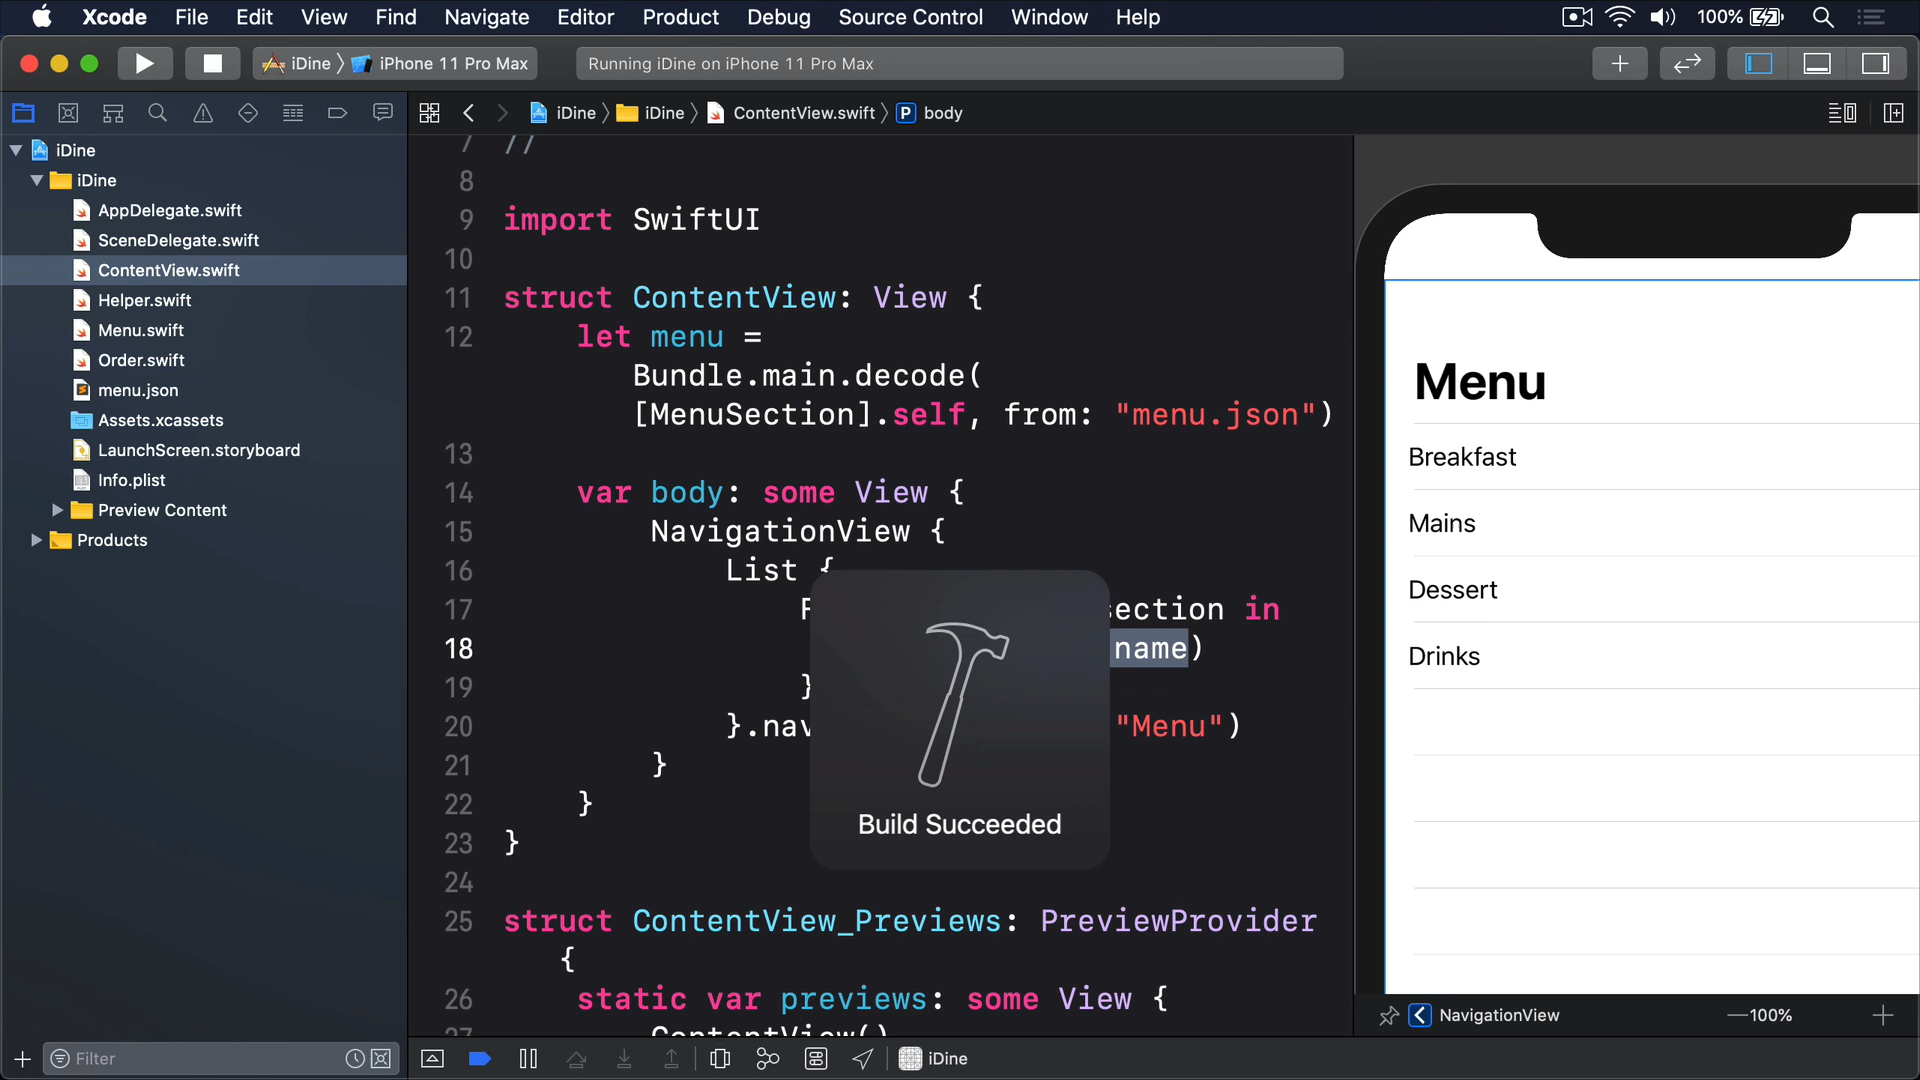 Xcode File Edit View Find Navigate Editor Product Debug Source Control Window Help 100%
iDine iPhone 11 Pro Max Running iDine on iPhone 11 Pro Max
iDine iDine ContentView.swift P body
iDine
iDine
AppDelegate.swift
SceneDelegate.swift
ContentView.swift
Helper.swift
Menu.swift
Order.swift
menu.json
Assets.xcassets
LaunchScreen.storyboard
Info.plist
Preview Content
Products
Filter
7 //
8
9 import SwiftUI
10
11 struct ContentView: View {
12 let menu =
Bundle.main.decode(
[MenuSection].self, from: "menu.json")
13
14 var body: some View {
15 NavigationView {
16 List {
17 section in
18 name)
19 }
20 }.nav "Menu")
21 }
22 }
23 }
24
25 struct ContentView_Previews: PreviewProvider
{
26 static var previews: some View {
27 ContentView()
Build Succeeded
Menu
Breakfast
Mains
Dessert
Drinks
NavigationView 100%
iDine